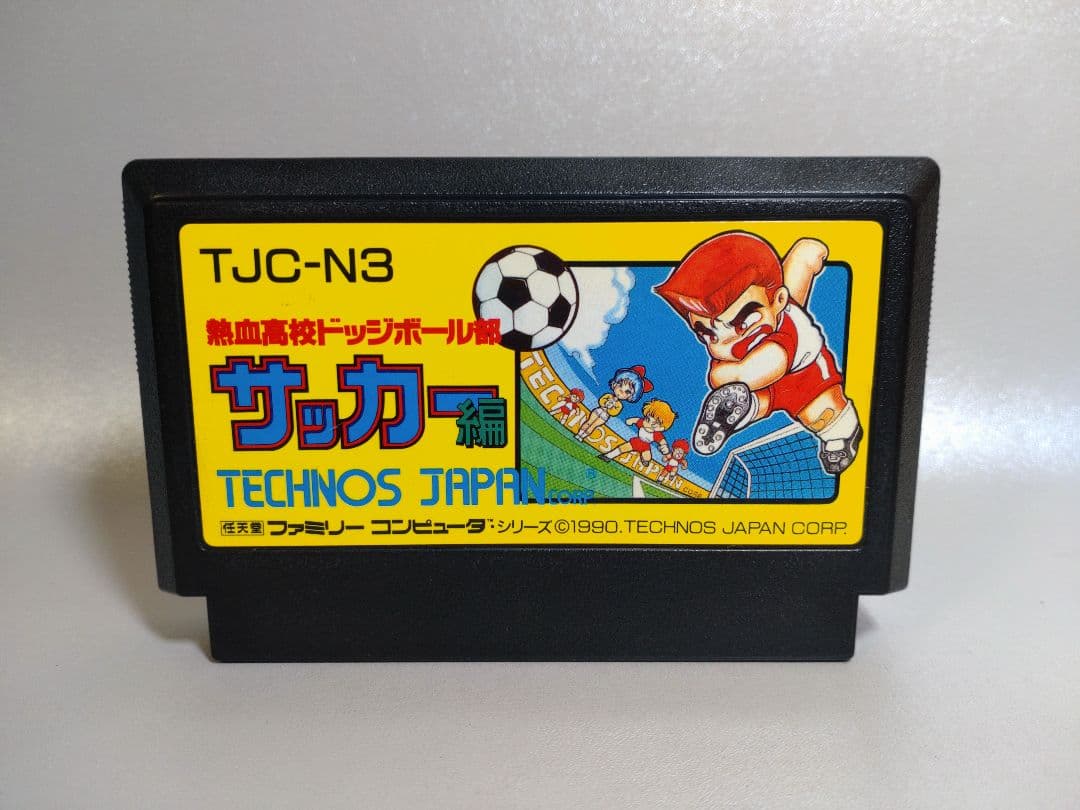 TJC-N3
熱血高校ドッジボール部
サッカー編
TECHNOS JAPAN CORP.
任天堂 ファミリー コンピュータ シリーズ ©1990. TECHNOS JAPAN CORP.
TECHNOS JAPAN